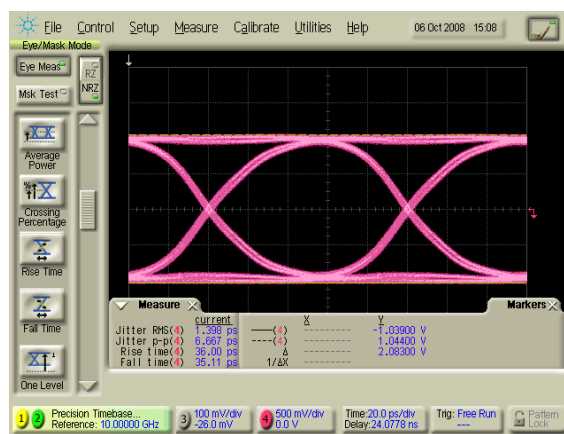 File Control Setup Measure Calibrate Utilities Help 06 Oct 2008 15:08
Eye/Mask Mode
Eye Meas
RZ
Msk Test
NRZ
Average
Power
Crossing
Percentage
Rise Time
Fall Time
One Level
Measure
Markers
current X Y
Jitter RMS(4) 1.398 ps ——(4) --------- -1.03900 V
Jitter p-p(4) 6.667 ps ----(4) --------- 1.04400 V
Rise time(4) 36.00 ps Δ --------- 2.08300 V
Fall time(4) 35.11 ps 1/ΔX ---------
1 2 Precision Timebase...
Reference: 10.00000 GHz
3 100 mV/div
-26.0 mV
4 500 mV/div
0.0 V
Time:20.0 ps/div
Delay:24.0778 ns
Trig: Free Run
---
Pattern
Lock